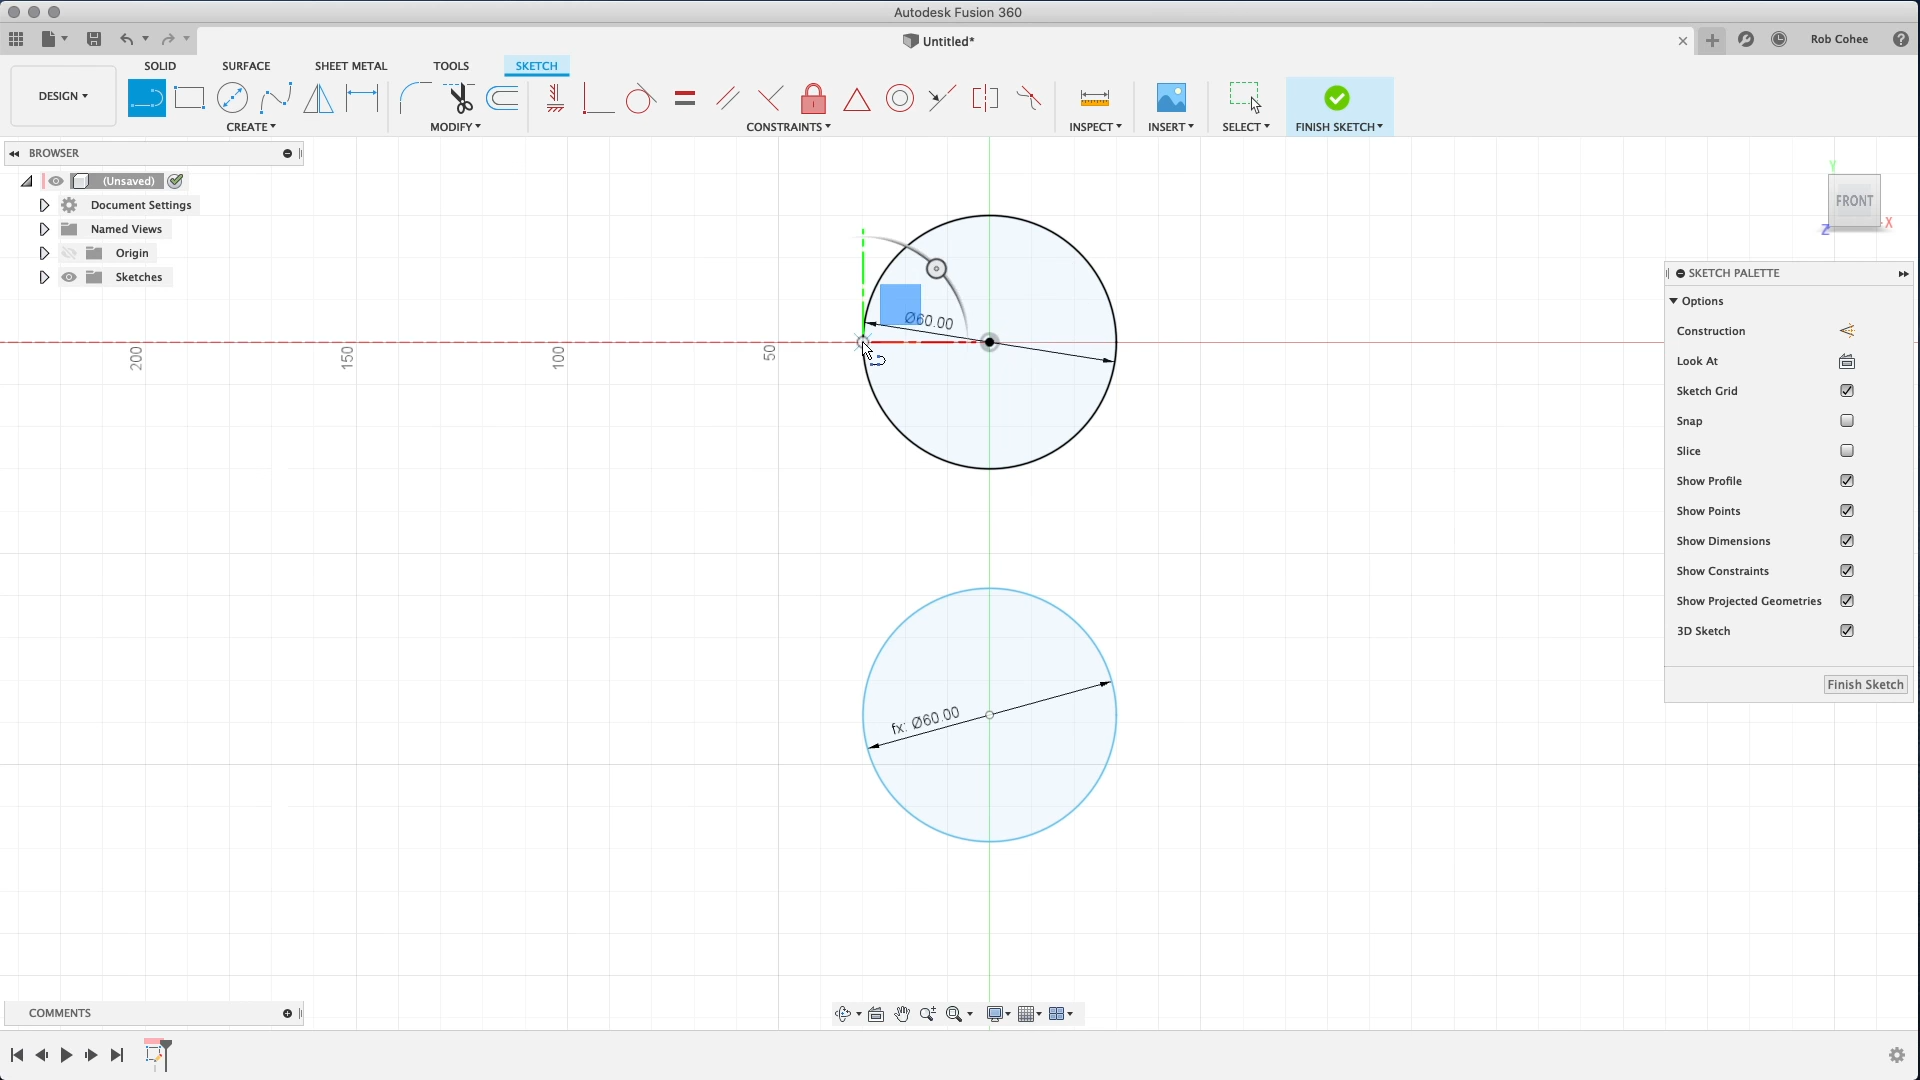 Autodesk Fusion 360
Untitled*
Rob Cohee
SOLID SURFACE SHEET METAL TOOLS SKETCH
DESIGN
CREATE MODIFY CONSTRAINTS INSPECT INSERT SELECT FINISH SKETCH
BROWSER
(Unsaved)
Document Settings
Named Views
Origin
Sketches
Y
FRONT
Z
X
SKETCH PALETTE
Options
Construction
Look At
Sketch Grid
Snap
Slice
Show Profile
Show Points
Show Dimensions
Show Constraints
Show Projected Geometries
3D Sketch
Finish Sketch
Ø60.00
200
150
100
50
fx: Ø60.00
COMMENTS